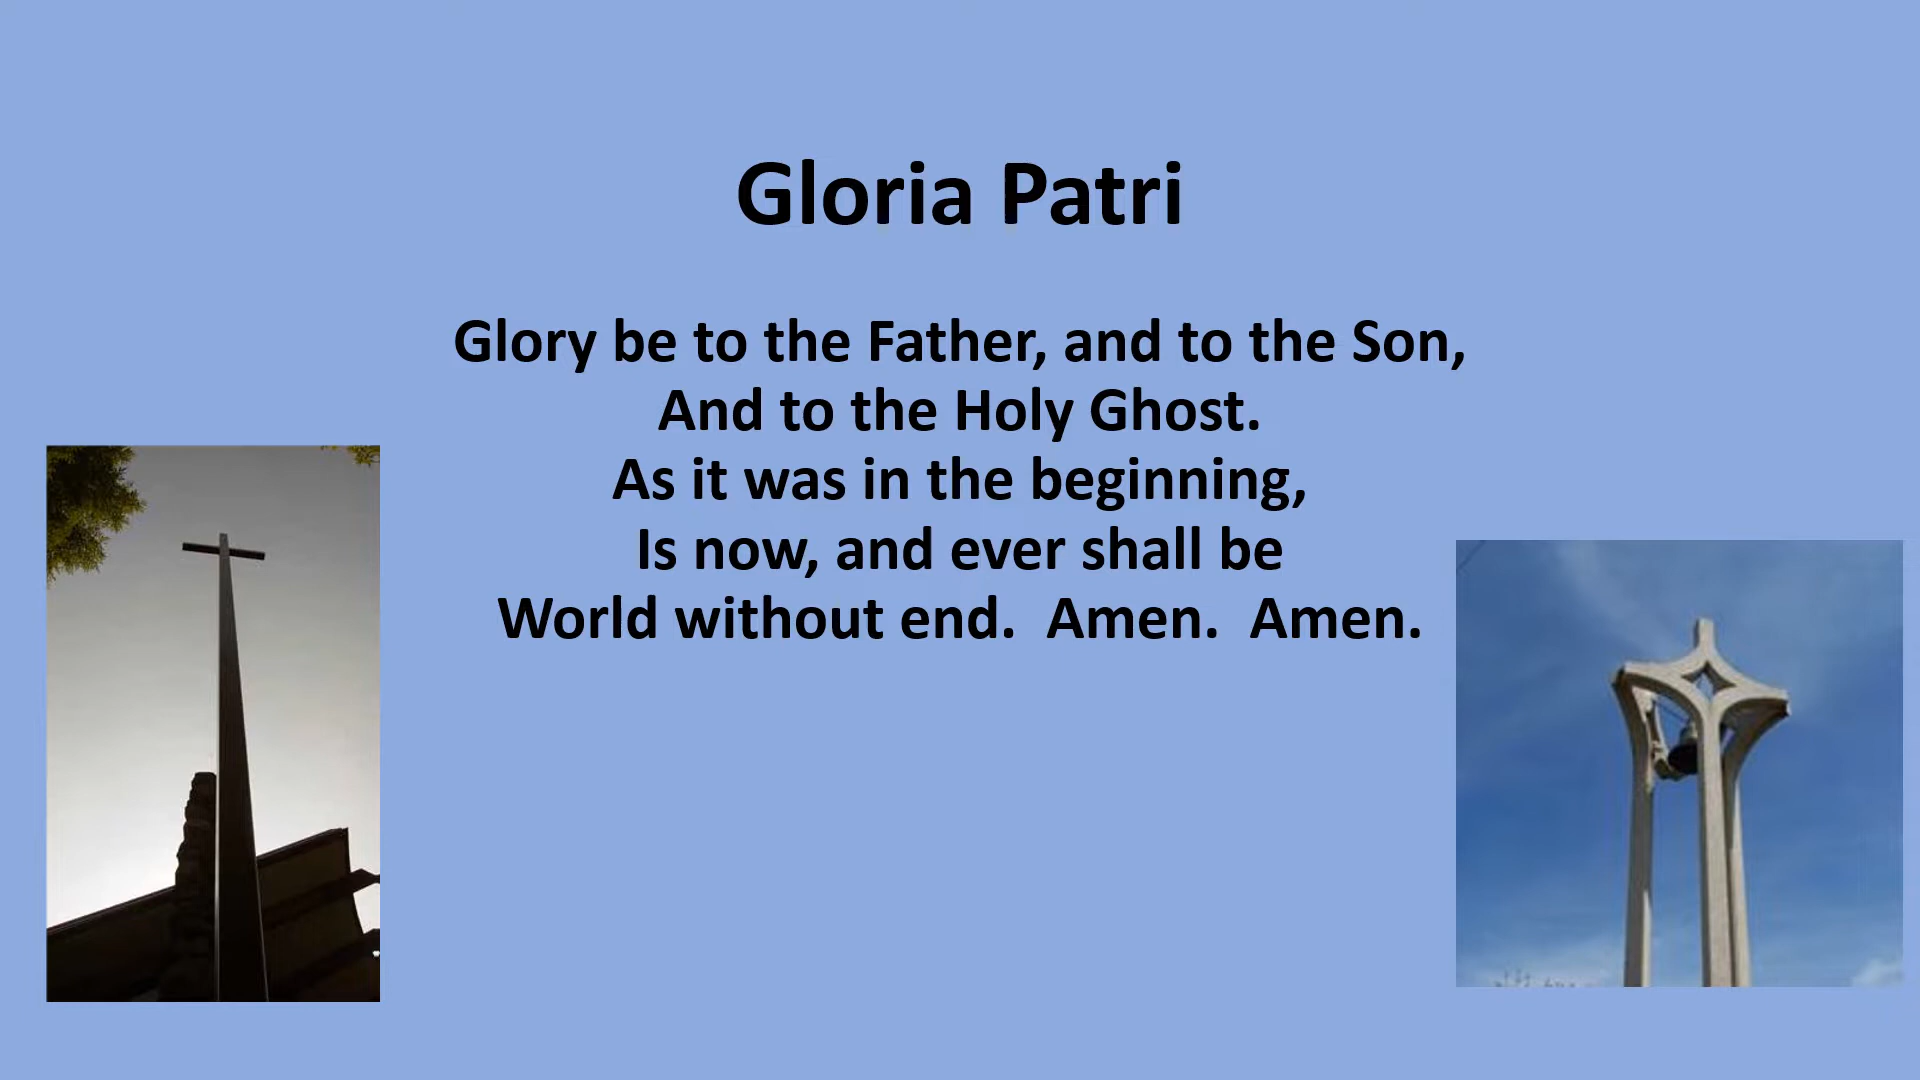 Gloria Patri
Glory be to the Father, and to the Son,
And to the Holy Ghost.
As it was in the beginning,
Is now, and ever shall be
World without end.  Amen.  Amen.